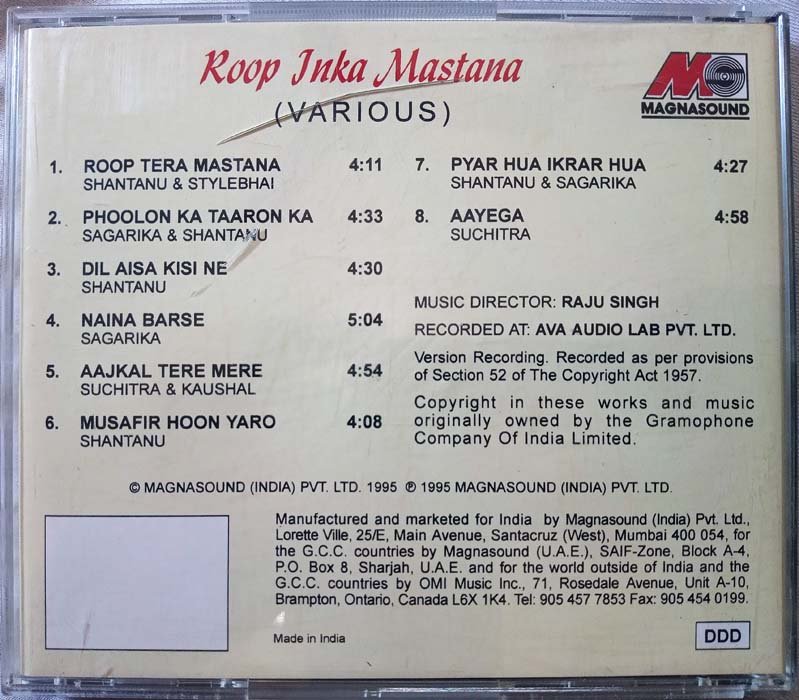 Roop Inka Mastana
(VARIOUS)
MAGNASOUND
1. ROOP TERA MASTANA 4:11
SHANTANU & STYLEBHAI
2. PHOOLON KA TAARON KA 4:33
SAGARIKA & SHANTANU
3. DIL AISA KISI NE 4:30
SHANTANU
4. NAINA BARSE 5:04
SAGARIKA
5. AAJKAL TERE MERE 4:54
SUCHITRA & KAUSHAL
6. MUSAFIR HOON YARO 4:08
SHANTANU
7. PYAR HUA IKRAR HUA 4:27
SHANTANU & SAGARIKA
8. AAYEGA 4:58
SUCHITRA
MUSIC DIRECTOR: RAJU SINGH
RECORDED AT: AVA AUDIO LAB PVT. LTD.
Version Recording. Recorded as per provisions
of Section 52 of The Copyright Act 1957.
Copyright in these works and music
originally owned by the Gramophone
Company Of India Limited.
© MAGNASOUND (INDIA) PVT. LTD. 1995 ℗ 1995 MAGNASOUND (INDIA) PVT. LTD.
Manufactured and marketed for India by Magnasound (India) Pvt. Ltd.,
Lorette Ville, 25/E, Main Avenue, Santacruz (West), Mumbai 400 054, for
the G.C.C. countries by Magnasound (U.A.E.), SAIF-Zone, Block A-4,
P.O. Box 8, Sharjah, U.A.E. and for the world outside of India and the
G.C.C. countries by OMI Music Inc., 71, Rosedale Avenue, Unit A-10,
Brampton, Ontario, Canada L6X 1K4. Tel: 905 457 7853 Fax: 905 454 0199.
Made in India
DDD